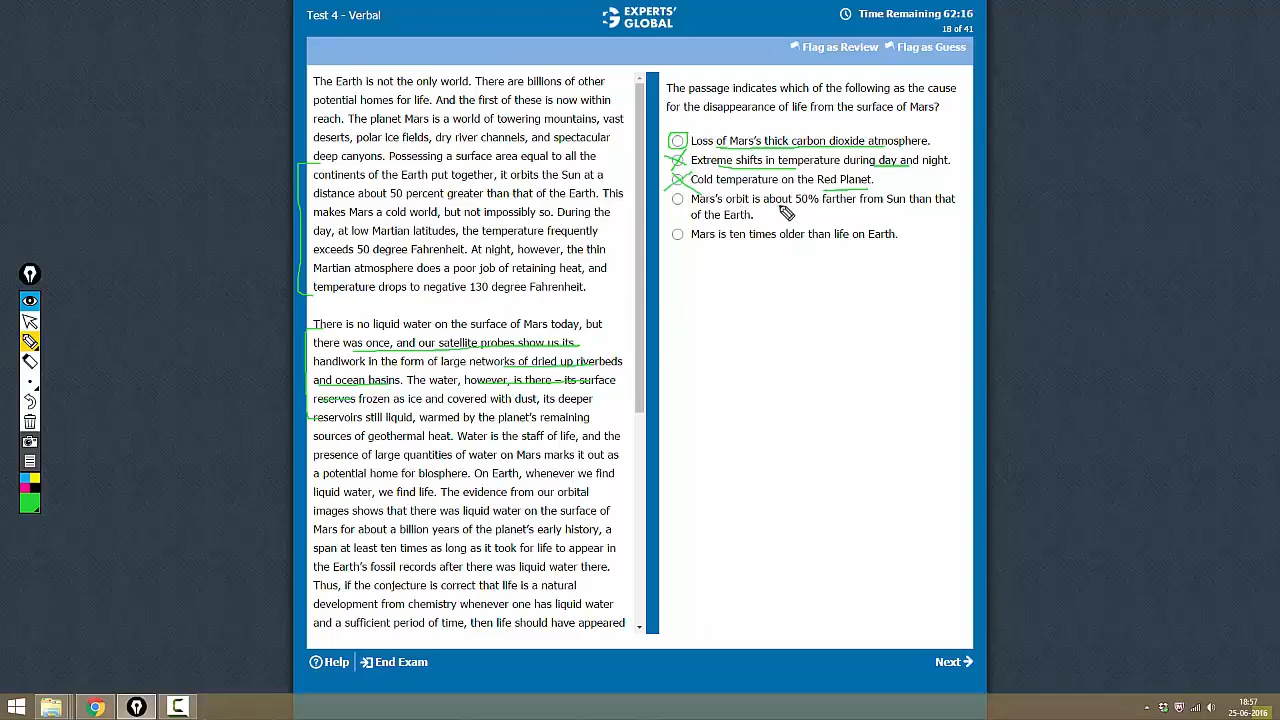 Test 4 - Verbal
EXPERTS'
GLOBAL
Time Remaining 62:16
18 of 41
Flag as Review
Flag as Guess
The Earth is not the only world. There are billions of other
potential homes for life. And the first of these is now within
reach. The planet Mars is a world of towering mountains, vast
deserts, polar ice fields, dry river channels, and spectacular
deep canyons. Possessing a surface area equal to all the
continents of the Earth put together, it orbits the Sun at a
distance about 50 percent greater than that of the Earth. This
makes Mars a cold world, but not impossibly so. During the
day, at low Martian latitudes, the temperature frequently
exceeds 50 degree Fahrenheit. At night, however, the thin
Martian atmosphere does a poor job of retaining heat, and
temperature drops to negative 130 degree Fahrenheit.
There is no liquid water on the surface of Mars today, but
there was once, and our satellite probes show us its
handiwork in the form of large networks of dried up riverbeds
and ocean basins. The water, however, is there – its surface
reserves frozen as ice and covered with dust, its deeper
reservoirs still liquid, warmed by the planet's remaining
sources of geothermal heat. Water is the staff of life, and the
presence of large quantities of water on Mars marks it out as
a potential home for blosphere. On Earth, whenever we find
liquid water, we find life. The evidence from our orbital
images shows that there was liquid water on the surface of
Mars for about a billion years of the planet's early history, a
span at least ten times as long as it took for life to appear in
the Earth's fossil records after there was liquid water there.
Thus, if the conjecture is correct that life is a natural
development from chemistry whenever one has liquid water
and a sufficient period of time, then life should have appeared
The passage indicates which of the following as the cause
for the disappearance of life from the surface of Mars?
Loss of Mars's thick carbon dioxide atmosphere.
Extreme shifts in temperature during day and night.
Cold temperature on the Red Planet.
Mars's orbit is about 50% farther from Sun than that
of the Earth.
Mars is ten times older than life on Earth.
Help
End Exam
Next
18:57
25-06-2016